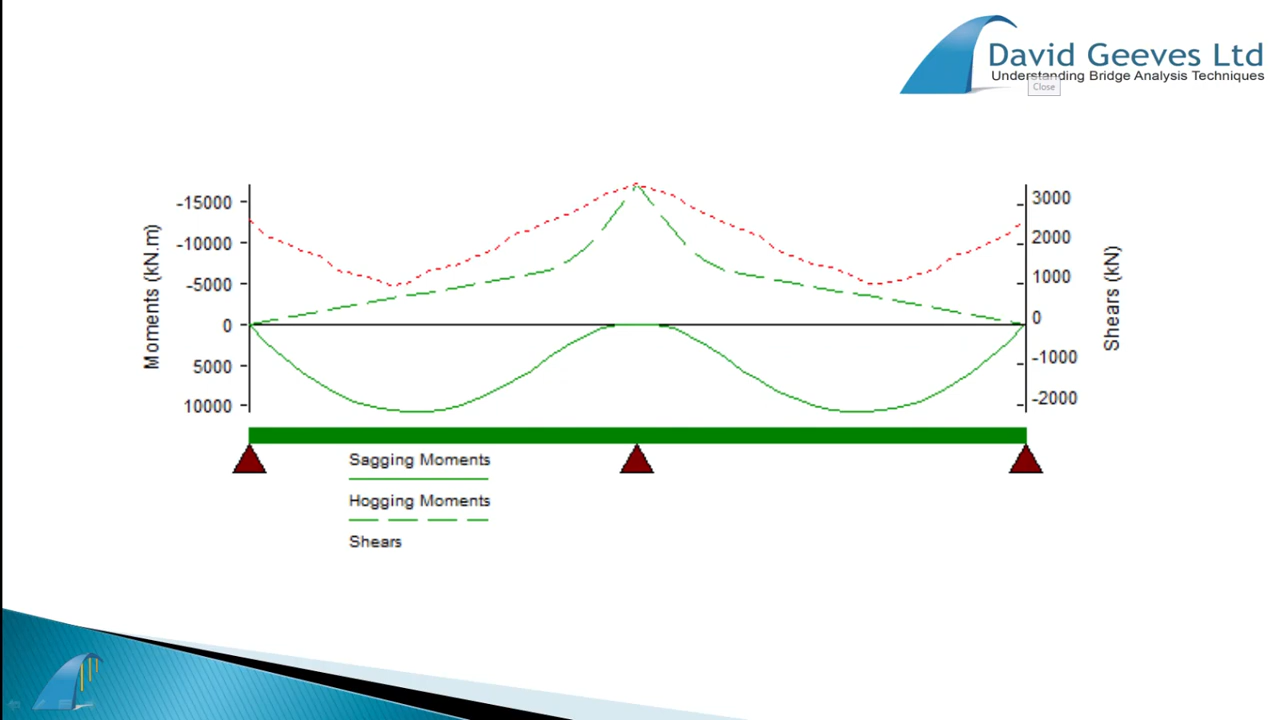 David Geeves Ltd
Understanding Bridge Analysis Techniques
Close
Moments (kN.m)
-15000
-10000
-5000
0
5000
10000
3000
2000
1000
0
-1000
-2000
Shears (kN)
Sagging Moments
Hogging Moments
Shears